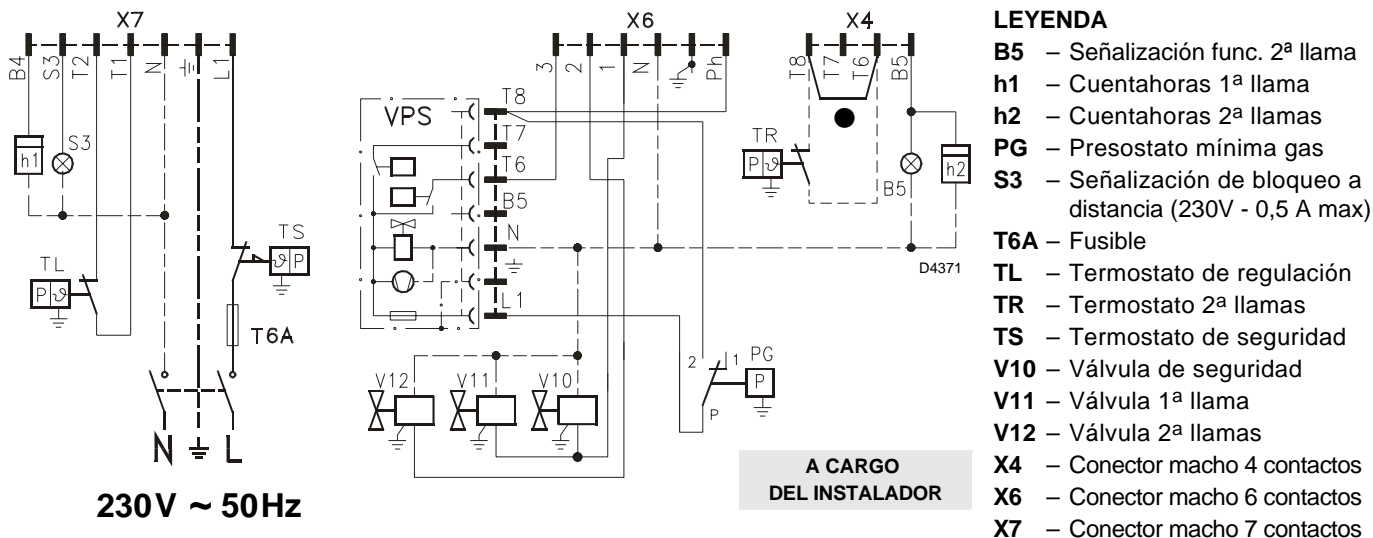 X7
B4 S3 T2 T1 N L1
h1
S3
TL
P ϑ
TS
ϑ P
T6A
N L
230V ~ 50Hz
X6
3 2 1 N Ph
VPS
T8
T7
T6
B5
N
L1
V12 V11 V10
2 1 PG
P
P
X4
T8 T7 T6 B5
TR
P ϑ
B5
h2
D4371
A CARGO
DEL INSTALADOR
LEYENDA
B5 – Señalización func. 2ª llama
h1 – Cuentahoras 1ª llama
h2 – Cuentahoras 2ª llamas
PG – Presostato mínima gas
S3 – Señalización de bloqueo a
distancia (230V - 0,5 A max)
T6A – Fusible
TL – Termostato de regulación
TR – Termostato 2ª llamas
TS – Termostato de seguridad
V10 – Válvula de seguridad
V11 – Válvula 1ª llama
V12 – Válvula 2ª llamas
X4 – Conector macho 4 contactos
X6 – Conector macho 6 contactos
X7 – Conector macho 7 contactos